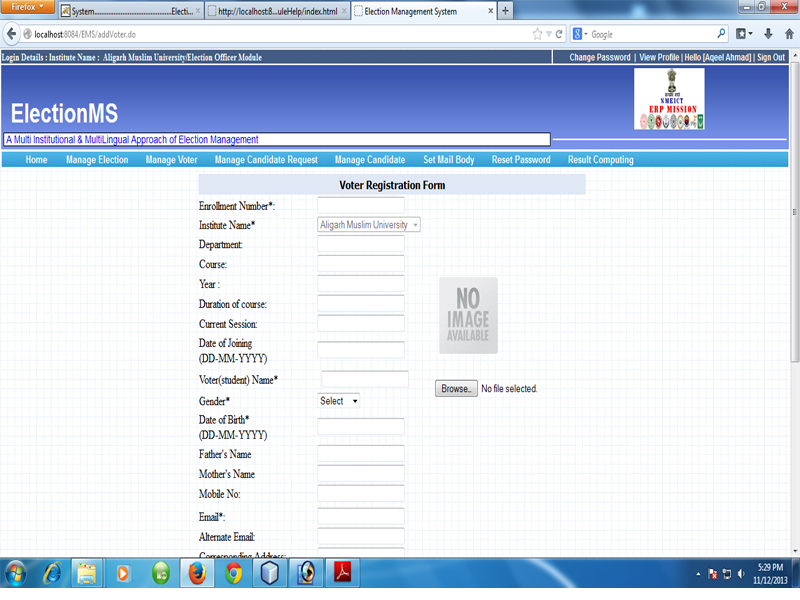 Firefox
System.......................................Electi...
http://localhost:8...uleHelp/index.html
Election Management System
localhost:8084/EMS/addVoter.do
Google
Login Details : Institute Name : Aligarh Muslim University/Election Officer Module
Change Password | View Profile | Hello [Aqeel Ahmad] | Sign Out
NMEICT
ERP MISSION
ElectionMS
A Multi Institutional & MultiLingual Approach of Election Management
Home Manage Election Manage Voter Manage Candidate Request Manage Candidate Set Mail Body Reset Password Result Computing
Voter Registration Form
Enrollment Number*:
Institute Name* Aligarh Muslim University
Department:
Course:
Year :
Duration of course:
Current Session:
NO
IMAGE
AVAILABLE
Date of Joining
(DD-MM-YYYY)
Voter(student) Name*
Browse.. No file selected.
Gender* Select
Date of Birth*
(DD-MM-YYYY)
Father's Name
Mother's Name
Mobile No:
Email*:
Alternate Email:
Corresponding Address:
5:29 PM
11/12/2013